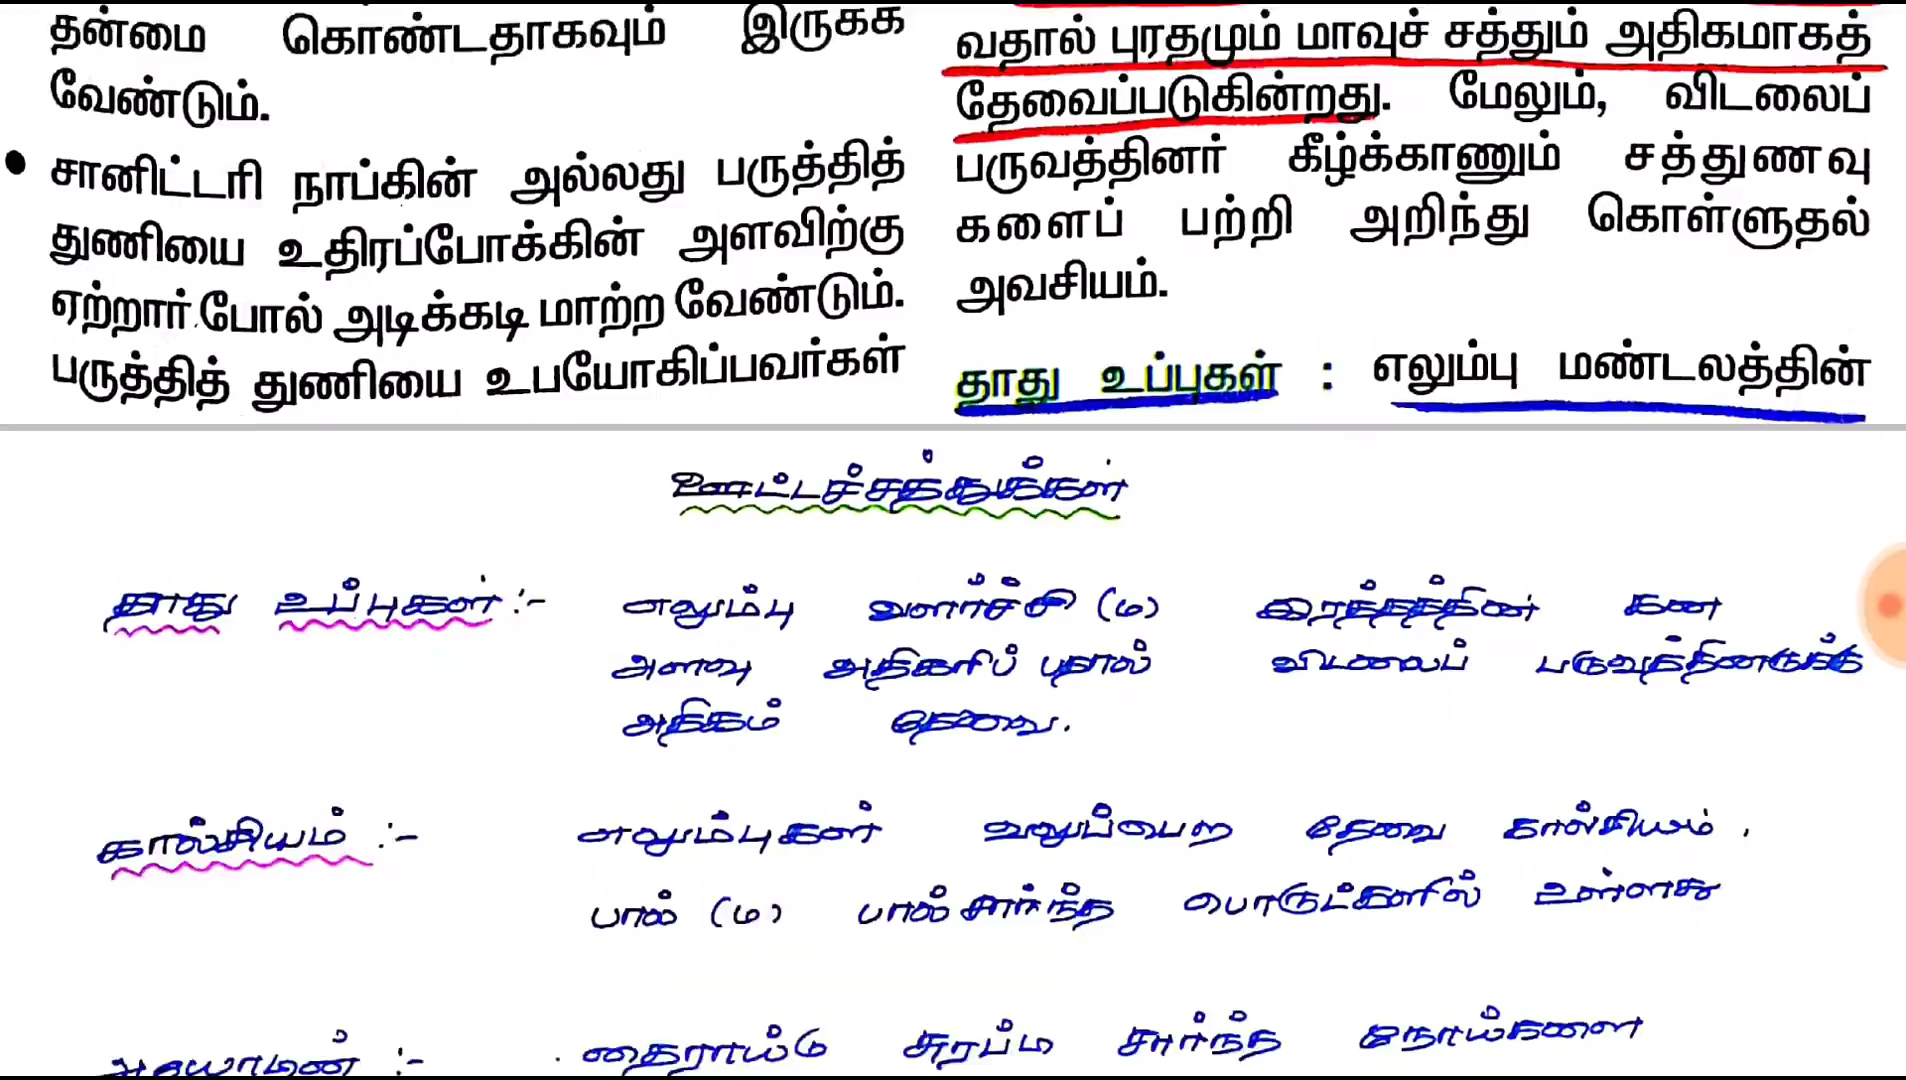 தன்மை கொண்டதாகவும் இருக்க
வேண்டும்.
• சானிட்டரி நாப்கின் அல்லது பருத்தித்
துணியை உதிரப்போக்கின் அளவிற்கு
ஏற்றார் போல் அடிக்கடி மாற்ற வேண்டும்.
பருத்தித் துணியை உபயோகிப்பவர்கள்
வதால் புரதமும் மாவுச் சத்தும் அதிகமாகத்
தேவைப்படுகின்றது. மேலும், விடலைப்
பருவத்தினர் கீழ்க்காணும் சத்துணவு
களைப் பற்றி அறிந்து கொள்ளுதல்
அவசியம்.
தாது உப்புகள் : எலும்பு மண்டலத்தின்
ஊட்டச்சத்துக்கள்
தாது உப்புகள் :- எலும்பு வளர்ச்சி (ம) இரத்தத்தின் கன
அளவு அதிகரிப் பதால் விடலைப் பருவத்தினருக்கு
அதிகம் தேவை.
கால்சியம் :- எலும்புகள் வலுப்பெற தேவை கால்சியம்.
பால் (ம) பால் சார்ந்த பொருட்களில் உள்ளது
:- தைராய்டு சுரப்பி சார்ந்த நோய்களை